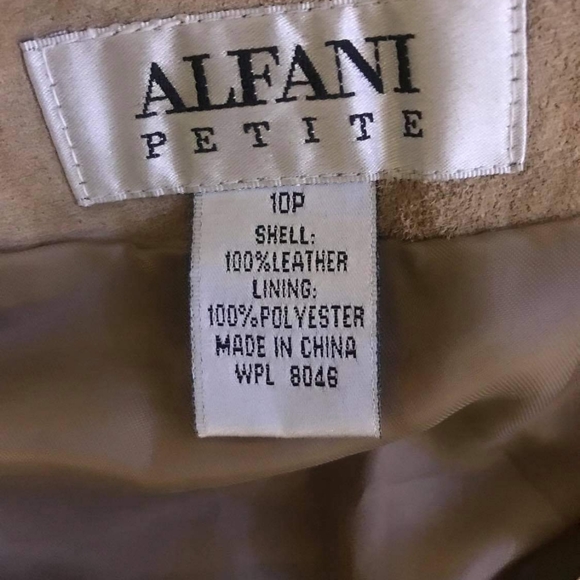 ALFANI
PETITE
10P
SHELL:
100%LEATHER
LINING:
100%POLYESTER
MADE IN CHINA
WPL 8046